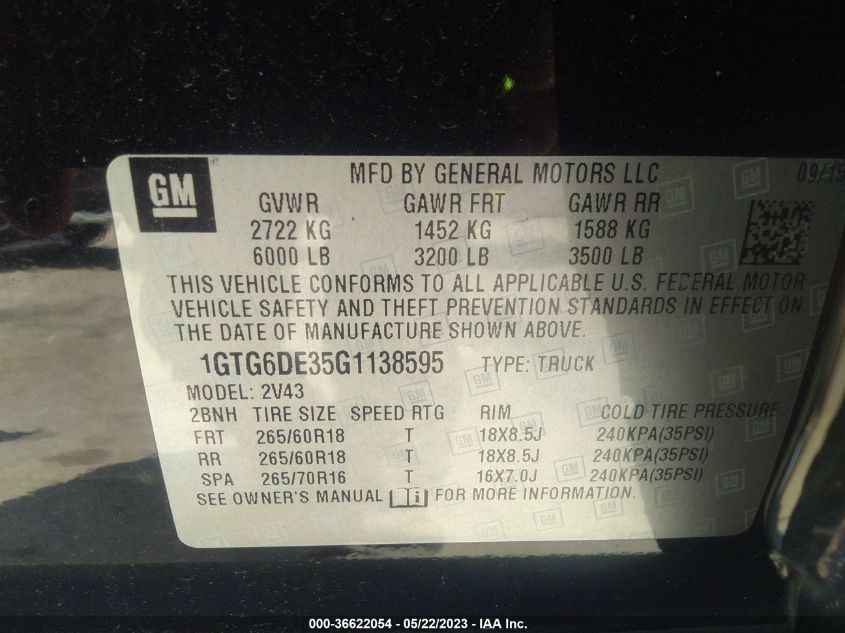 GM
MFD BY GENERAL MOTORS LLC 09/15
GVWR GAWR FRT GAWR RR
2722 KG 1452 KG 1588 KG
6000 LB 3200 LB 3500 LB
THIS VEHICLE CONFORMS TO ALL APPLICABLE U.S. FEDERAL MOTOR
VEHICLE SAFETY AND THEFT PREVENTION STANDARDS IN EFFECT ON
THE DATE OF MANUFACTURE SHOWN ABOVE.
1GTG6DE35G1138595 TYPE: TRUCK
MODEL: 2V43
2BNH TIRE SIZE SPEED RTG RIM COLD TIRE PRESSURE
FRT 265/60R18 T 18X8.5J 240KPA(35PSI)
RR 265/60R18 T 18X8.5J 240KPA(35PSI)
SPA 265/70R16 T 16X7.0J 240KPA(35PSI)
SEE OWNER'S MANUAL i FOR MORE INFORMATION.
000-36622054 - 05/22/2023 - IAA Inc.